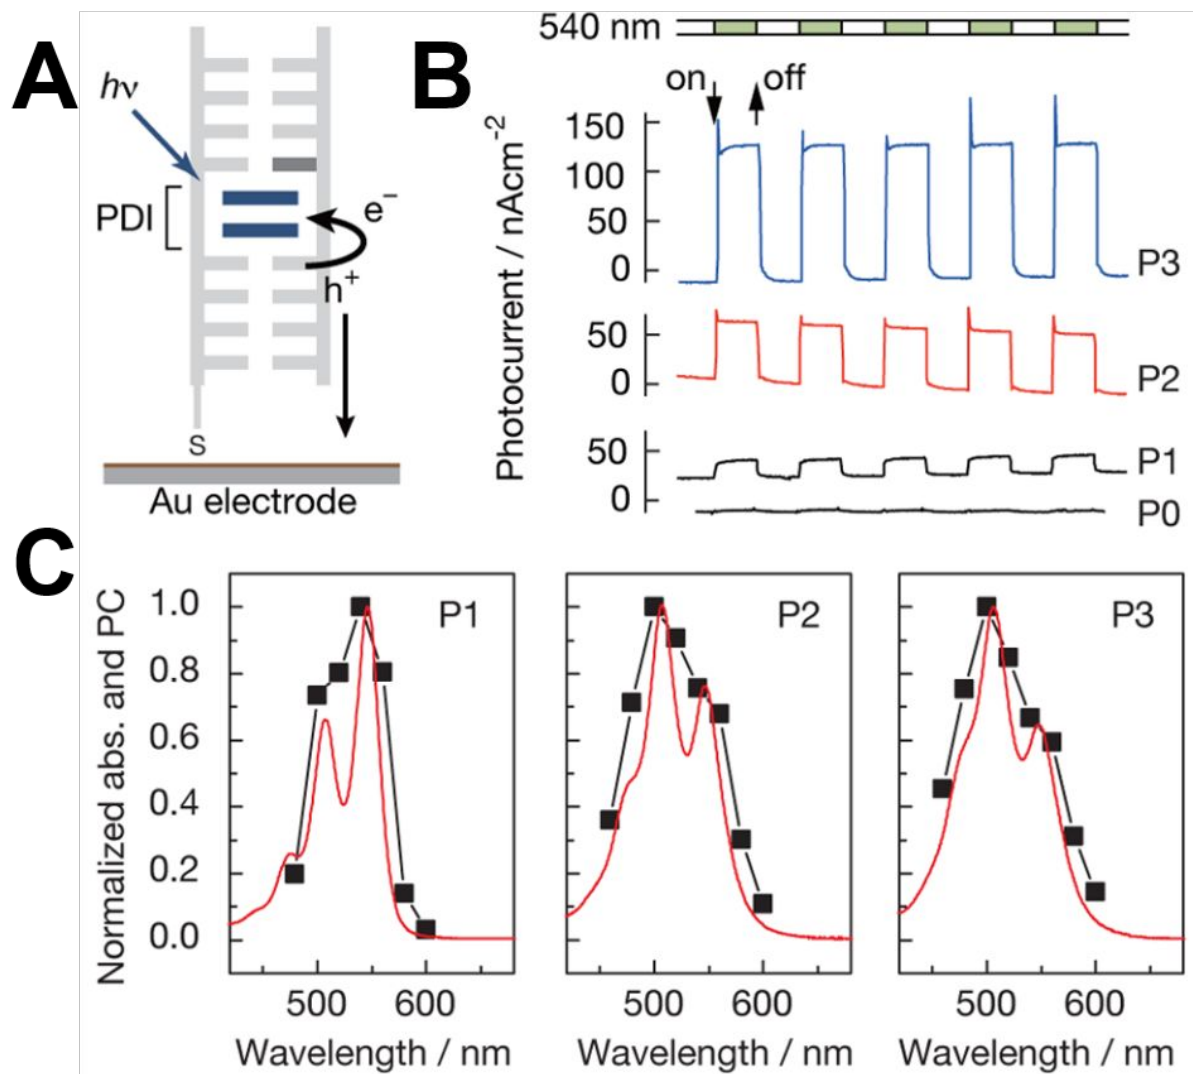 A
hν
PDI
e⁻
h⁺
S
Au electrode
B
540 nm
on
off
Photocurrent / nAcm⁻²
150
100
50
0
P3
50
0
P2
50
0
P1
P0
C
Normalized abs. and PC
1.0
0.8
0.6
0.4
0.2
0.0
P1
500 600
Wavelength / nm
P2
500 600
Wavelength / nm
P3
500 600
Wavelength / nm